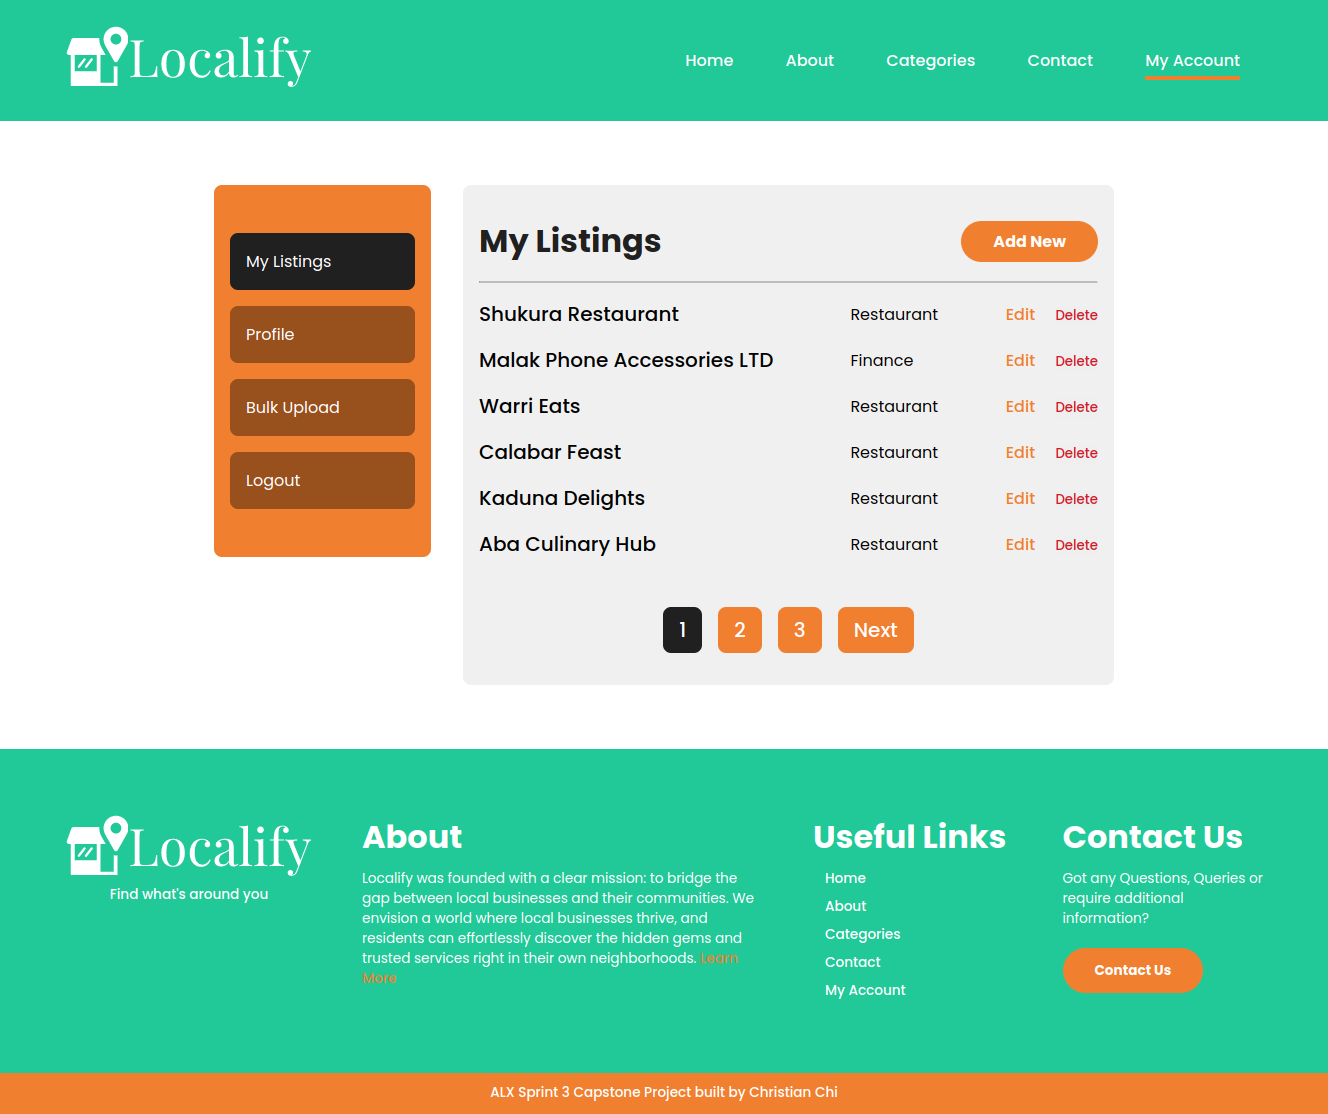 Localify
Home About Categories Contact My Account
My Listings
Profile
Bulk Upload
Logout
My Listings Add New
Shukura Restaurant Restaurant Edit Delete
Malak Phone Accessories LTD Finance Edit Delete
Warri Eats Restaurant Edit Delete
Calabar Feast Restaurant Edit Delete
Kaduna Delights Restaurant Edit Delete
Aba Culinary Hub Restaurant Edit Delete
1 2 3 Next
Localify
Find what's around you
About
Localify was founded with a clear mission: to bridge the
gap between local businesses and their communities. We
envision a world where local businesses thrive, and
residents can effortlessly discover the hidden gems and
trusted services right in their own neighborhoods. Learn
More
Useful Links
Home
About
Categories
Contact
My Account
Contact Us
Got any Questions, Queries or
require additional
information?
Contact Us
ALX Sprint 3 Capstone Project built by Christian Chi